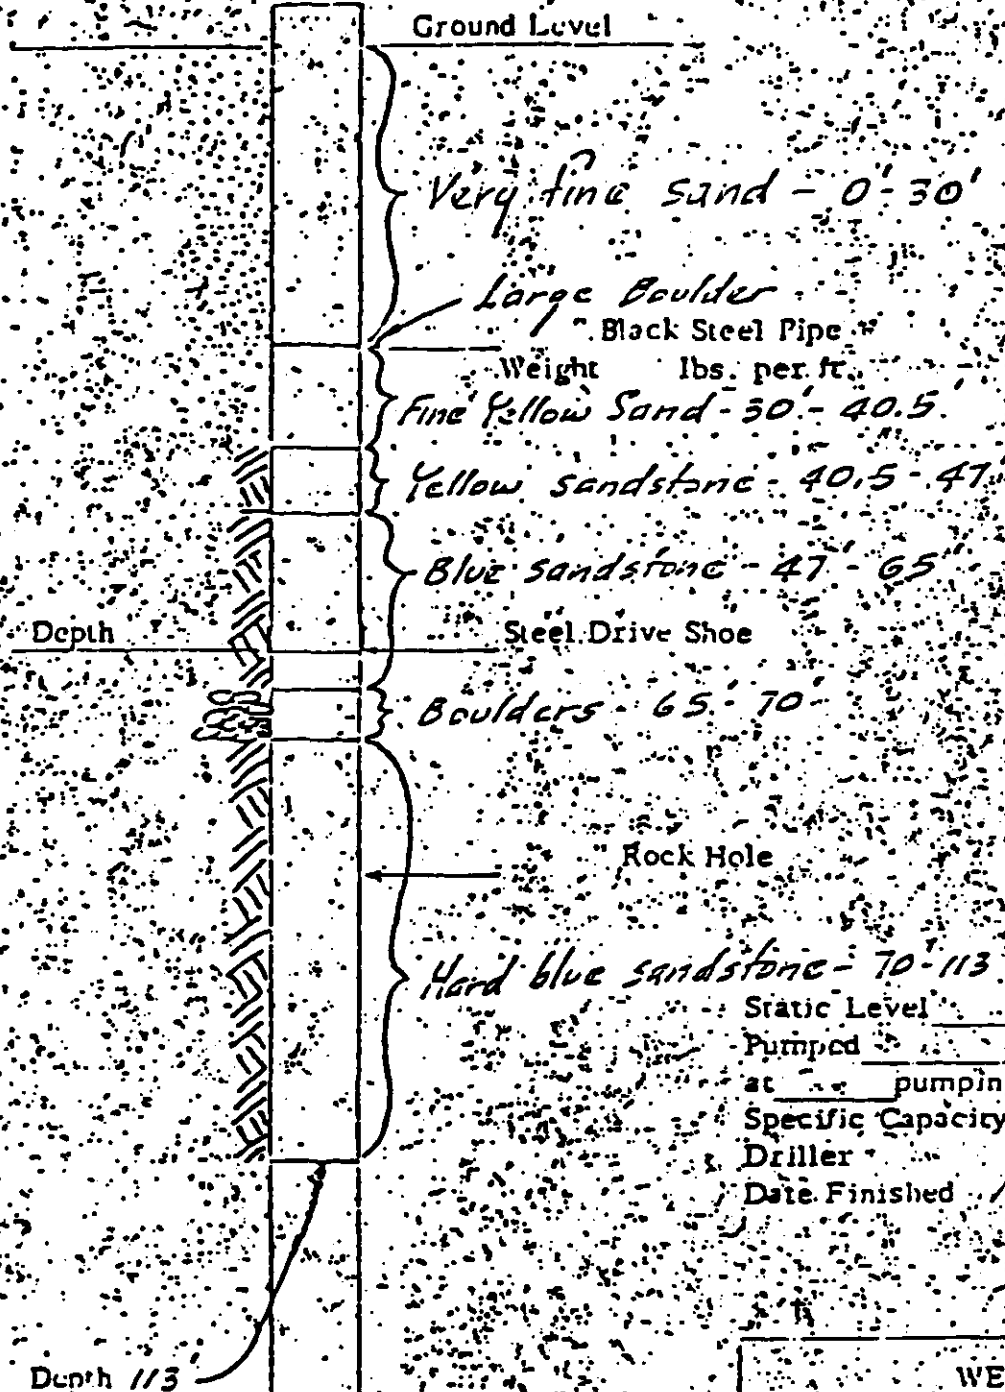 Ground Level
Very fine sand - 0'-30'
Large Boulder
Black Steel Pipe
Weight lbs. per ft.
Fine Yellow Sand - 30'- 40.5'
Yellow sandstone - 40.5 - 47'
Blue sandstone - 47' - 65'
Depth Steel Drive Shoe
Boulders - 65 - 70
Rock Hole
Hard blue sandstone - 70-113
Static Level
Pumped
at pumpin
Specific Capacity
Driller
Date Finished
Depth 113
WE